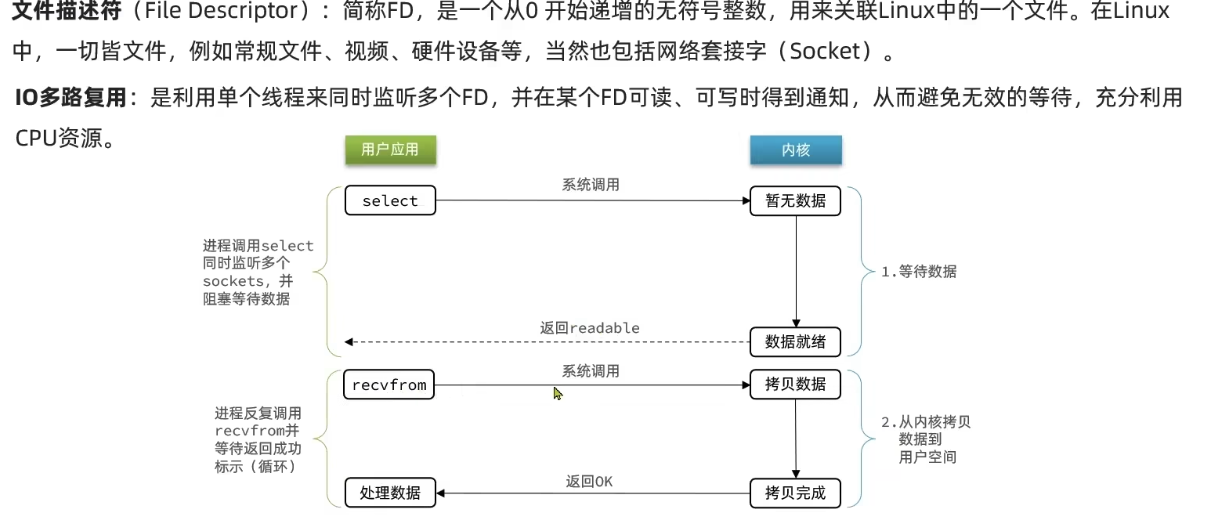 文件描述符（File Descriptor）：简称FD，是一个从0 开始递增的无符号整数，用来关联Linux中的一个文件。在Linux
中，一切皆文件，例如常规文件、视频、硬件设备等，当然也包括网络套接字（Socket）。
IO多路复用：是利用单个线程来同时监听多个FD，并在某个FD可读、可写时得到通知，从而避免无效的等待，充分利用
CPU资源。
用户应用
内核
系统调用
select
暂无数据
进程调用select
同时监听多个
sockets，并
阻塞等待数据
1.等待数据
返回readable
数据就绪
系统调用
recvfrom
拷贝数据
进程反复调用
recvfrom并
等待返回成功
标示（循环）
2.从内核拷贝
数据到
用户空间
返回OK
处理数据
拷贝完成